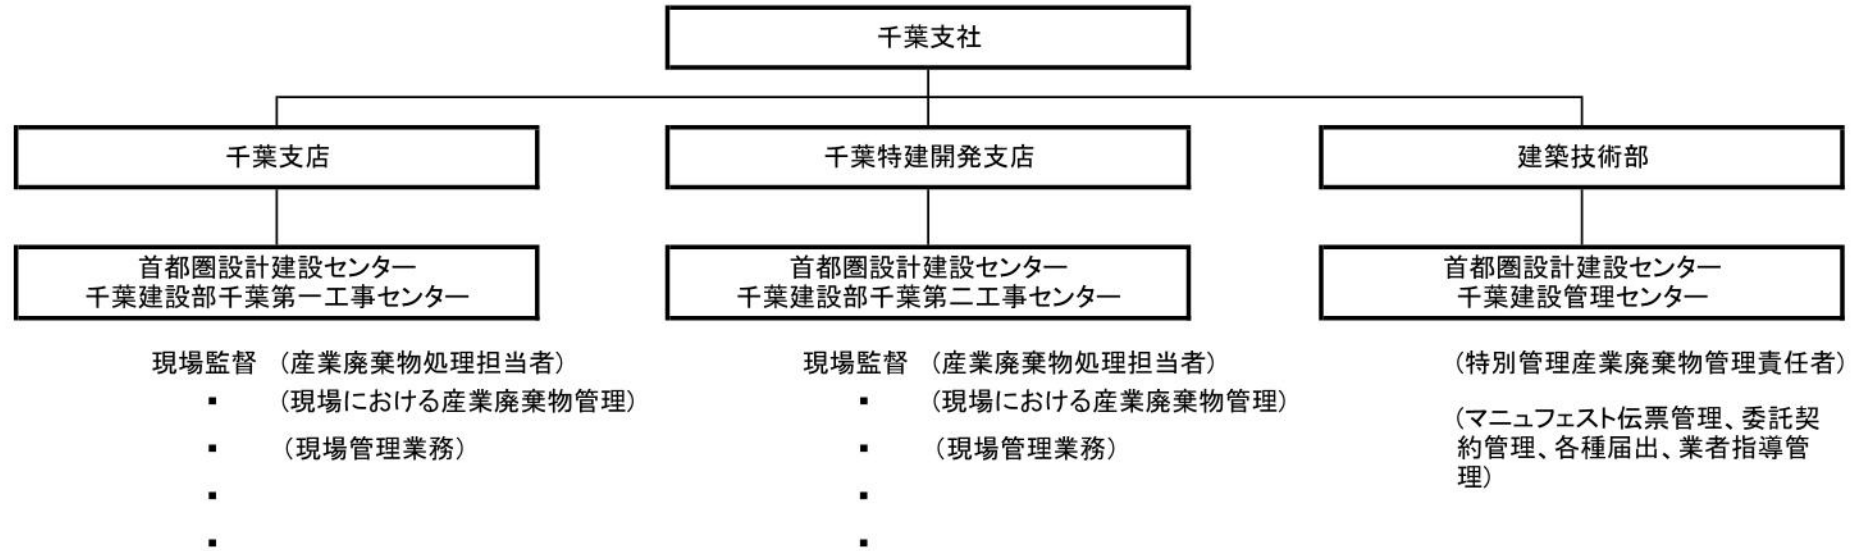 千葉支社
千葉支店
千葉特建開発支店
建築技術部
首都圏設計建設センター
千葉建設部千葉第一工事センター
首都圏設計建設センター
千葉建設部千葉第二工事センター
首都圏設計建設センター
千葉建設管理センター
現場監督 (産業廃棄物処理担当者)
▪ (現場における産業廃棄物管理)
▪ (現場管理業務)
▪
▪
現場監督 (産業廃棄物処理担当者)
▪ (現場における産業廃棄物管理)
▪ (現場管理業務)
▪
▪
(特別管理産業廃棄物管理責任者)
(マニュフェスト伝票管理、委託契
約管理、各種届出、業者指導管
理)